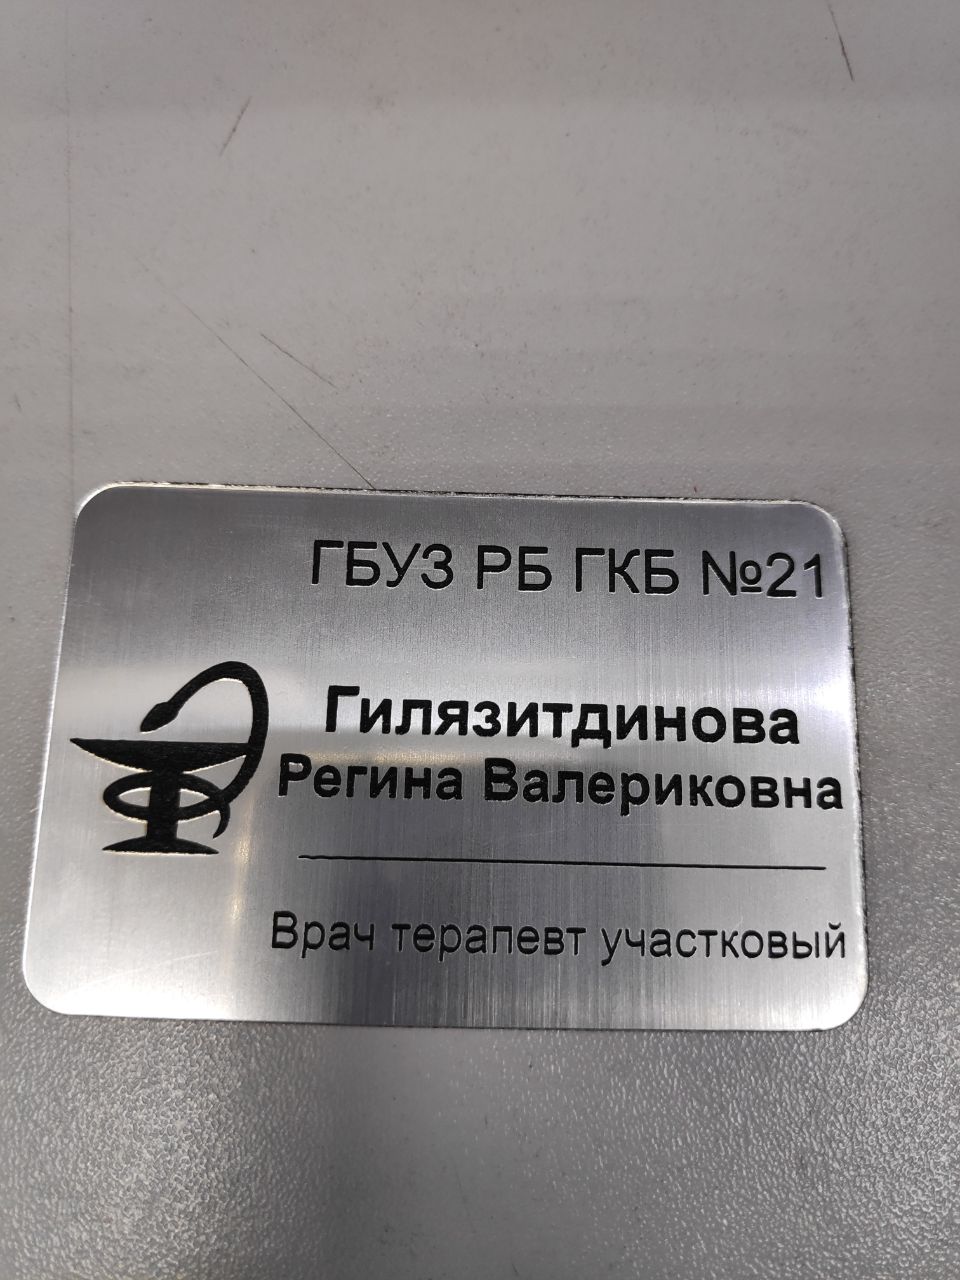 ГБУЗ РБ ГКБ №21
Гилязитдинова
Регина Валериковна
Врач терапевт участковый